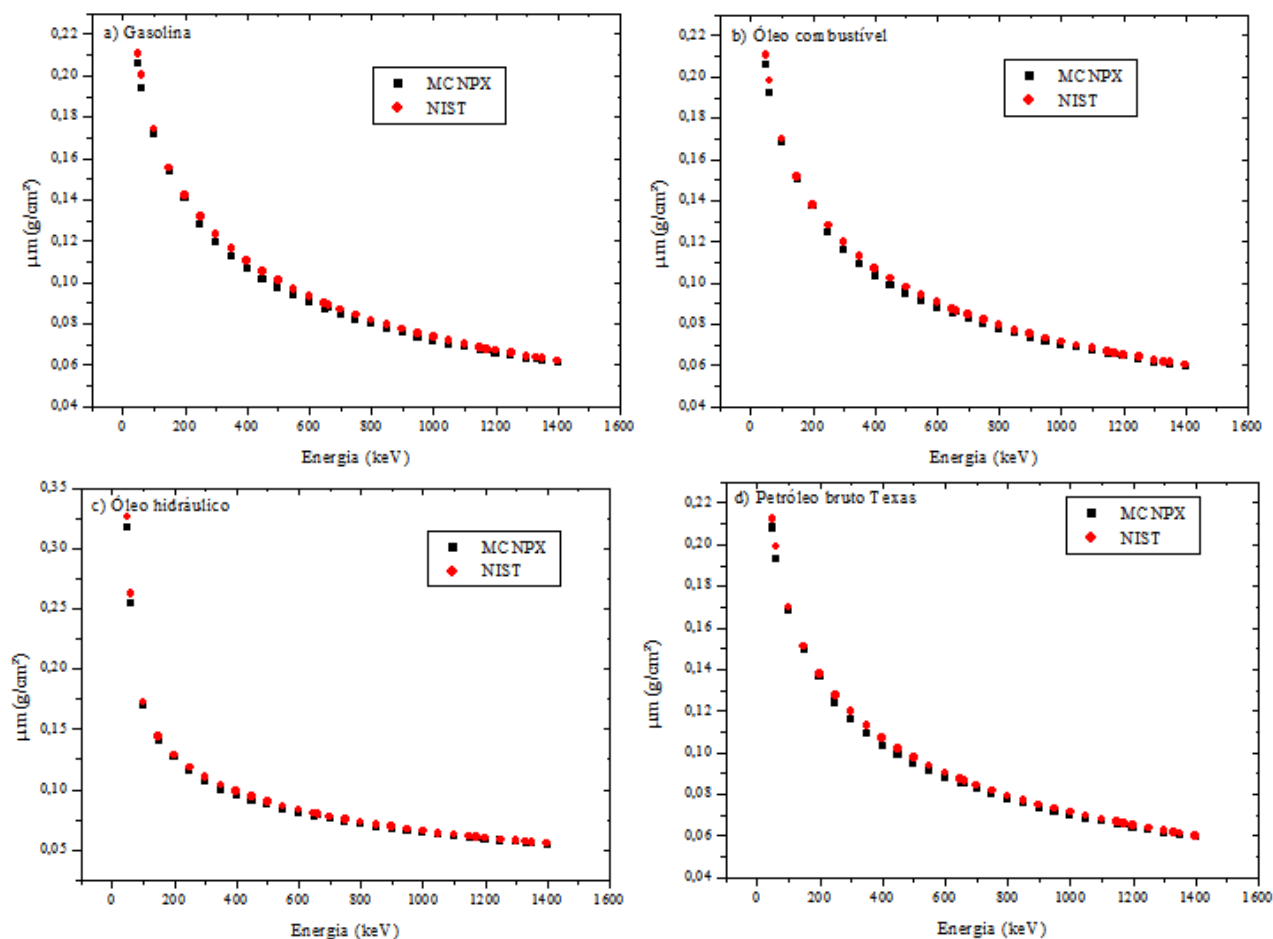 a) Gasolina
MCNPX
NIST
0,22
0,20
0,18
0,16
0,14
0,12
0,10
0,08
0,06
0,04
µm (g/cm²)
0 200 400 600 800 1000 1200 1400 1600
Energia (keV)
b) Óleo combustível
MCNPX
NIST
0,22
0,20
0,18
0,16
0,14
0,12
0,10
0,08
0,06
0,04
µm (g/cm²)
0 200 400 600 800 1000 1200 1400 1600
Energia (keV)
c) Óleo hidráulico
MCNPX
NIST
0,35
0,30
0,25
0,20
0,15
0,10
0,05
µm (g/cm²)
0 200 400 600 800 1000 1200 1400 1600
Energia (keV)
d) Petróleo bruto Texas
MCNPX
NIST
0,22
0,20
0,18
0,16
0,14
0,12
0,10
0,08
0,06
0,04
µm (g/cm²)
0 200 400 600 800 1000 1200 1400 1600
Energia (keV)